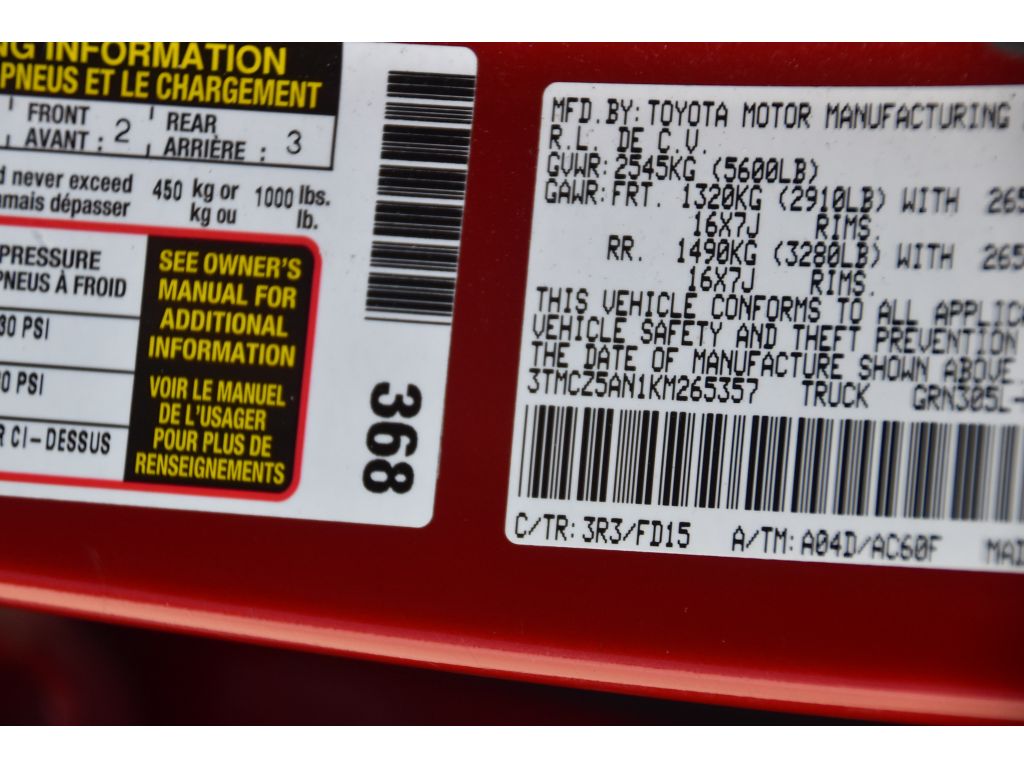 NG INFORMATION
PNEUS ET LE CHARGEMENT
FRONT
AVANT : 2
REAR
ARRIÈRE : 3
d never exceed
amais dépasser
450 kg or
kg ou
1000 lbs.
lb.
PRESSURE
PNEUS À FROID
30 PSI
30 PSI
R CI-DESSUS
SEE OWNER'S
MANUAL FOR
ADDITIONAL
INFORMATION
VOIR LE MANUEL
DE L'USAGER
POUR PLUS DE
RENSEIGNEMENTS
368
MFD.BY: TOYOTA MOTOR MANUFACTURING
R.L. DE C.V.
GVWR: 2545KG (5600LB)
GAWR: FRT. 1320KG (2910LB) WITH 265
16X7J RIMS.
RR. 1490KG (3280LB) WITH 265
16X7J RIMS.
THIS VEHICLE CONFORMS TO ALL APPLIC
VEHICLE SAFETY AND THEFT PREVENTION
THE DATE OF MANUFACTURE SHOWN ABOVE.
3TMCZ5AN1KM265357 TRUCK GRN305L-
C/TR: 3R3/FD15 A/TM: A04D/AC60F MAD